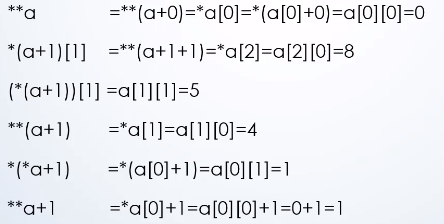 **a =**(a+0)=*a[0]=*(a[0]+0)=a[0][0]=0
*(a+1)[1] =**(a+1+1)=*a[2]=a[2][0]=8
(*(a+1))[1] =a[1][1]=5
**(a+1) =*a[1]=a[1][0]=4
*(*a+1) =*(a[0]+1)=a[0][1]=1
**a+1 =*a[0]+1=a[0][0]+1=0+1=1